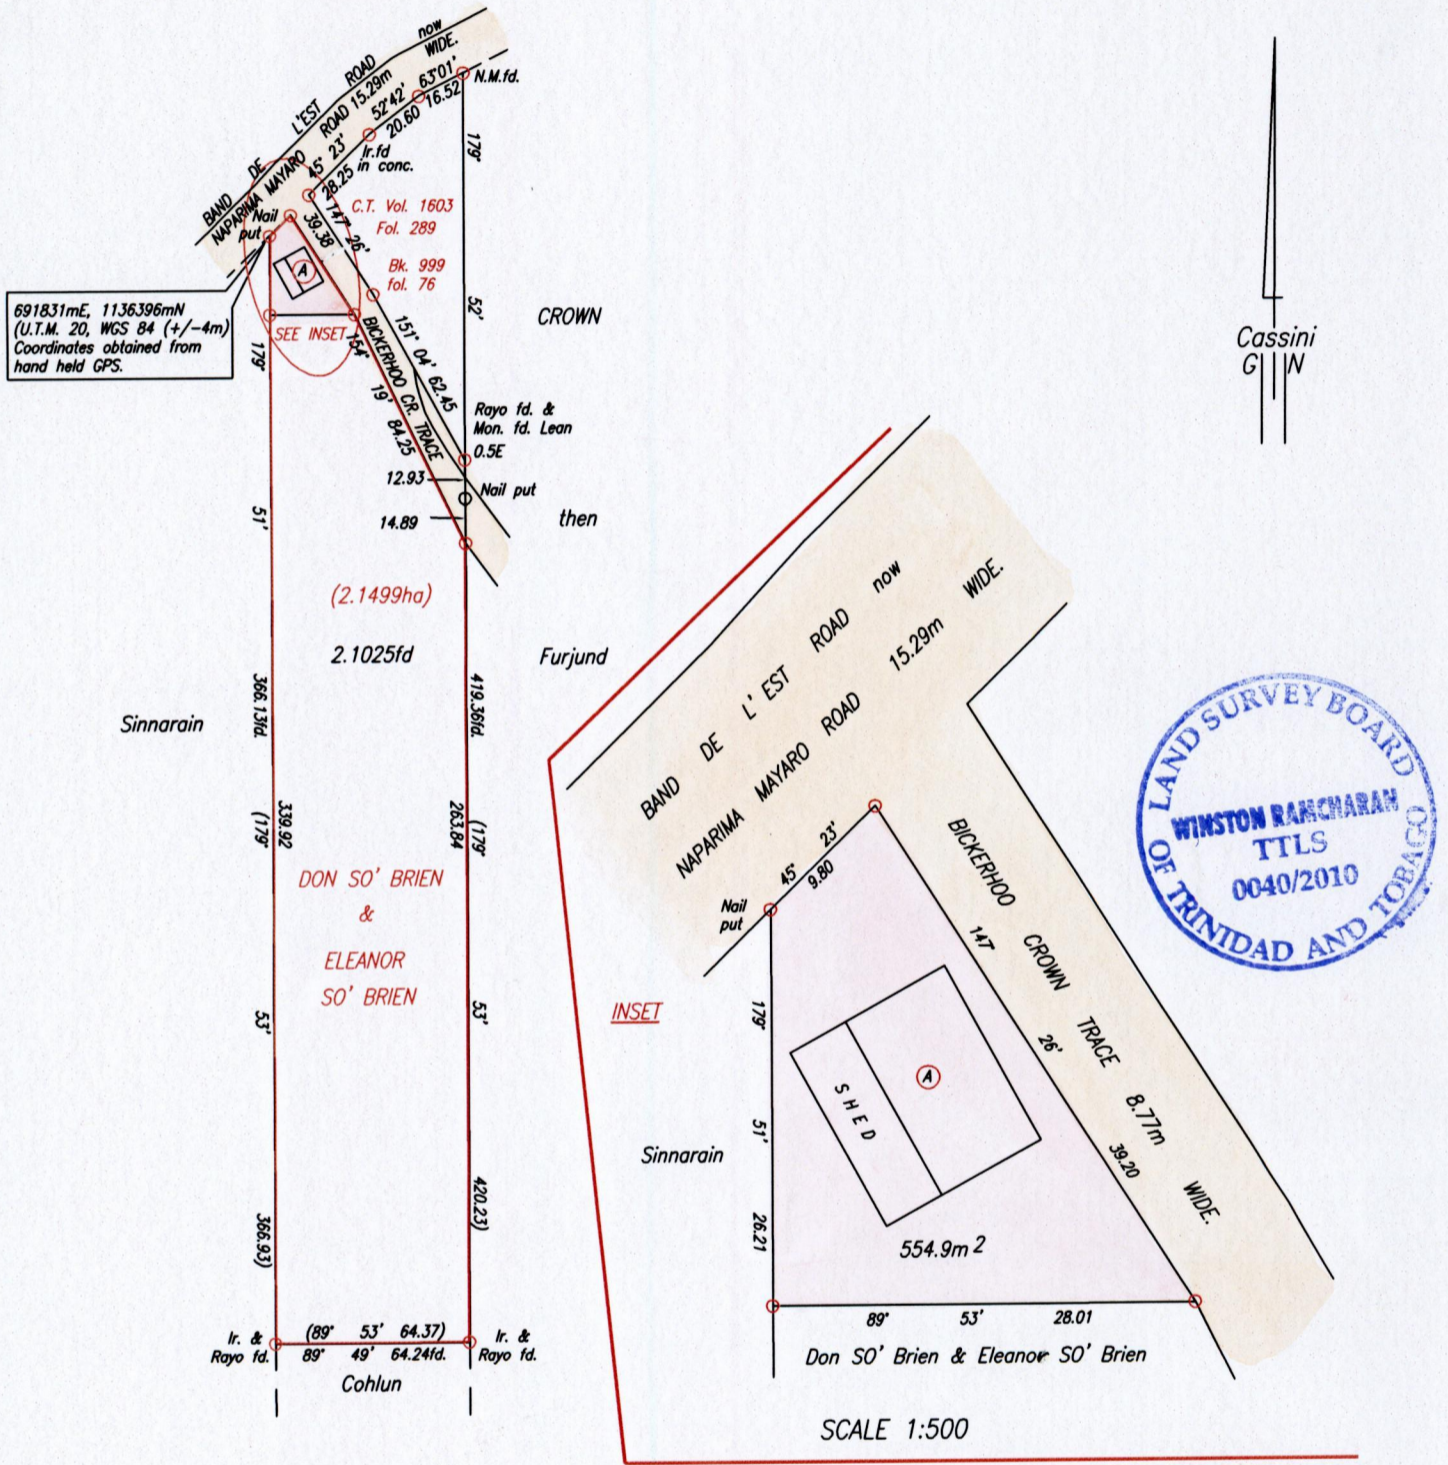 BAND DE L'EST ROAD now
NAPARIMA MAYARO ROAD 15.29m WIDE.
N.M.fd.
63°01'
16.52
52°42'
20.60
45° 23'
28.25
Ir.fd
in conc.
Nail
put
C.T. Vol. 1603
Fol. 289
147° 26'
39.38
Bk. 999
fol. 76
A
SEE INSET
691831mE, 1136396mN
(U.T.M. 20, WGS 84 (+/-4m)
Coordinates obtained from
hand held GPS.
179° 52'
CROWN
151° 04' 62.45
BICKERHOO CR. TRACE
154° 19' 84.25
Rayo fd. &
Mon. fd. Lean
0.5E
12.93
Nail put
14.89
then
(2.1499ha)
2.1025fd
Furjund
Sinnarain
179° 51' 366.13fd.
(179° 53' 366.93)
339.92
419.36fd.
263.84
(179° 53' 420.23)
DON SO' BRIEN
&
ELEANOR
SO' BRIEN
Ir. &
Rayo fd.
(89° 53' 64.37)
89° 49' 64.24fd.
Ir. &
Rayo fd.
Cohlun
Cassini
G N
BAND DE L' EST ROAD now
NAPARIMA MAYARO ROAD 15.29m WIDE.
45° 23'
9.80
Nail
put
BICKERHOO CROWN TRACE 8.77m WIDE.
147° 26' 39.20
INSET
179° 51' 26.21
SHED
A
Sinnarain
554.9m 2
89° 53' 28.01
Don SO' Brien & Eleanor SO' Brien
SCALE 1:500
LAND SURVEY BOARD
WINSTON RAMCHARAN
TTLS
0040/2010
OF TRINIDAD AND TOBAGO